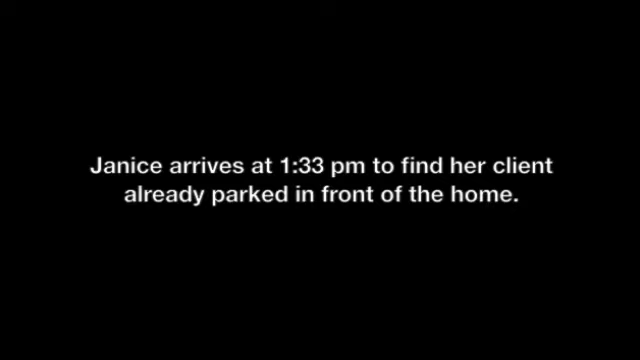 Janice arrives at 1:33 pm to find her client
already parked in front of the home.